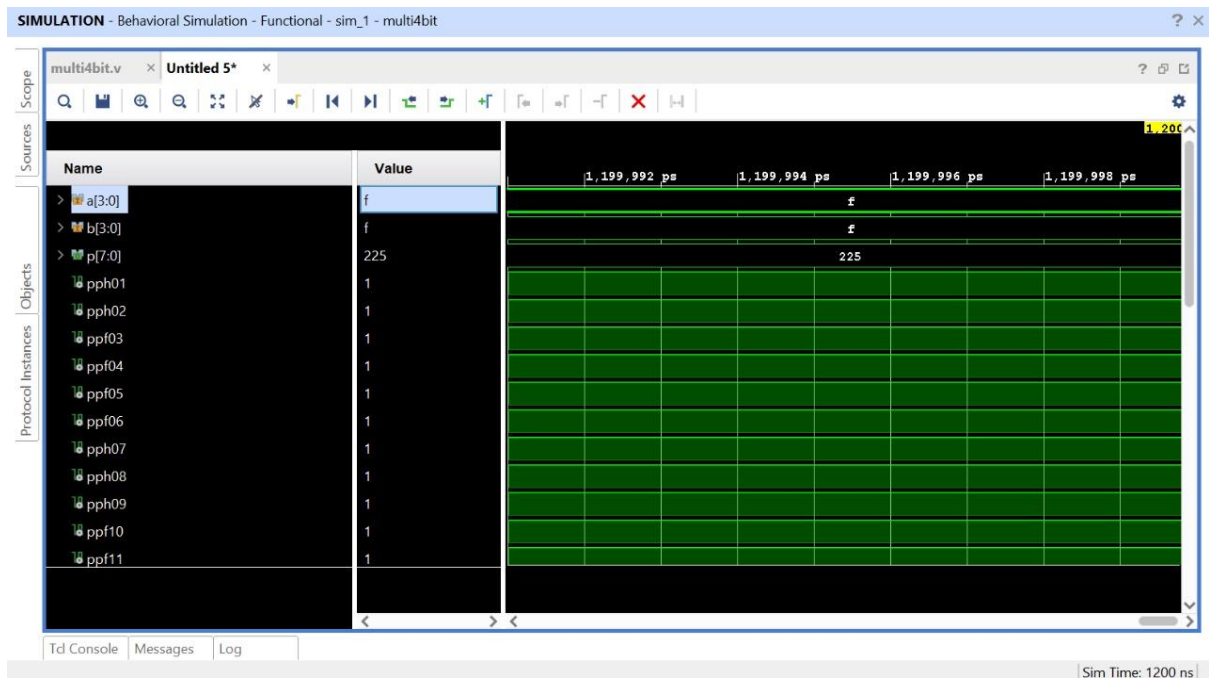 SIMULATION - Behavioral Simulation - Functional - sim_1 - multi4bit
? ×
Scope
Sources
Objects
Protocol Instances
multi4bit.v × Untitled 5* ×
?
1,200
Name Value
1,199,992 ps 1,199,994 ps 1,199,996 ps 1,199,998 ps
> a[3:0] f f
> b[3:0] f f
> p[7:0] 225 225
pph01 1
pph02 1
ppf03 1
ppf04 1
ppf05 1
ppf06 1
pph07 1
pph08 1
pph09 1
ppf10 1
ppf11 1
Tcl Console Messages Log
Sim Time: 1200 ns